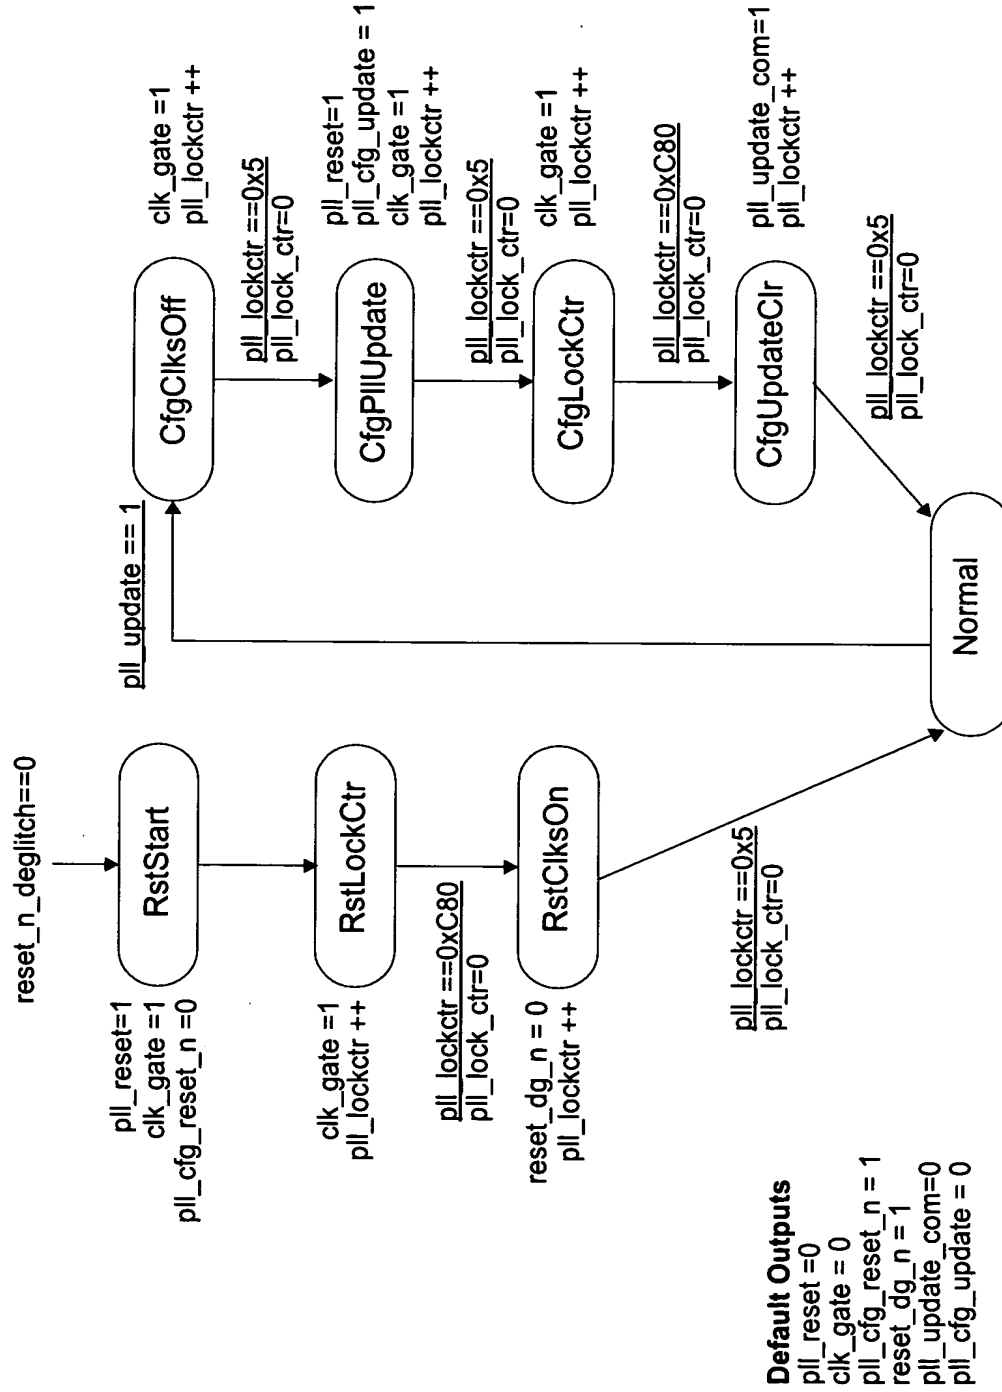 reset_n_deglitch==0
RstStart
pll_reset=1
clk_gate =1
pll_cfg_reset_n =0
RstLockCtr
clk_gate =1
pll_lockctr ++
pll_lockctr ==0xC80
pll_lock_ctr=0
RstClksOn
reset_dg_n = 0
pll_lockctr ++
pll_lockctr ==0x5
pll_lock_ctr=0
Normal
pll_update == 1
CfgClksOff
clk_gate =1
pll_lockctr ++
pll_lockctr ==0x5
pll_lock_ctr=0
CfgPllUpdate
pll_reset=1
pll_cfg_update = 1
clk_gate =1
pll_lockctr ++
pll_lockctr ==0x5
pll_lock_ctr=0
CfgLockCtr
clk_gate =1
pll_lockctr ++
pll_lockctr ==0xC80
pll_lock_ctr=0
CfgUpdateClr
pll_update_com=1
pll_lockctr ++
pll_lockctr ==0x5
pll_lock_ctr=0
Default Outputs
pll_reset =0
clk_gate = 0
pll_cfg_reset_n = 1
reset_dg_n = 1
pll_update_com=0
pll_cfg_update = 0